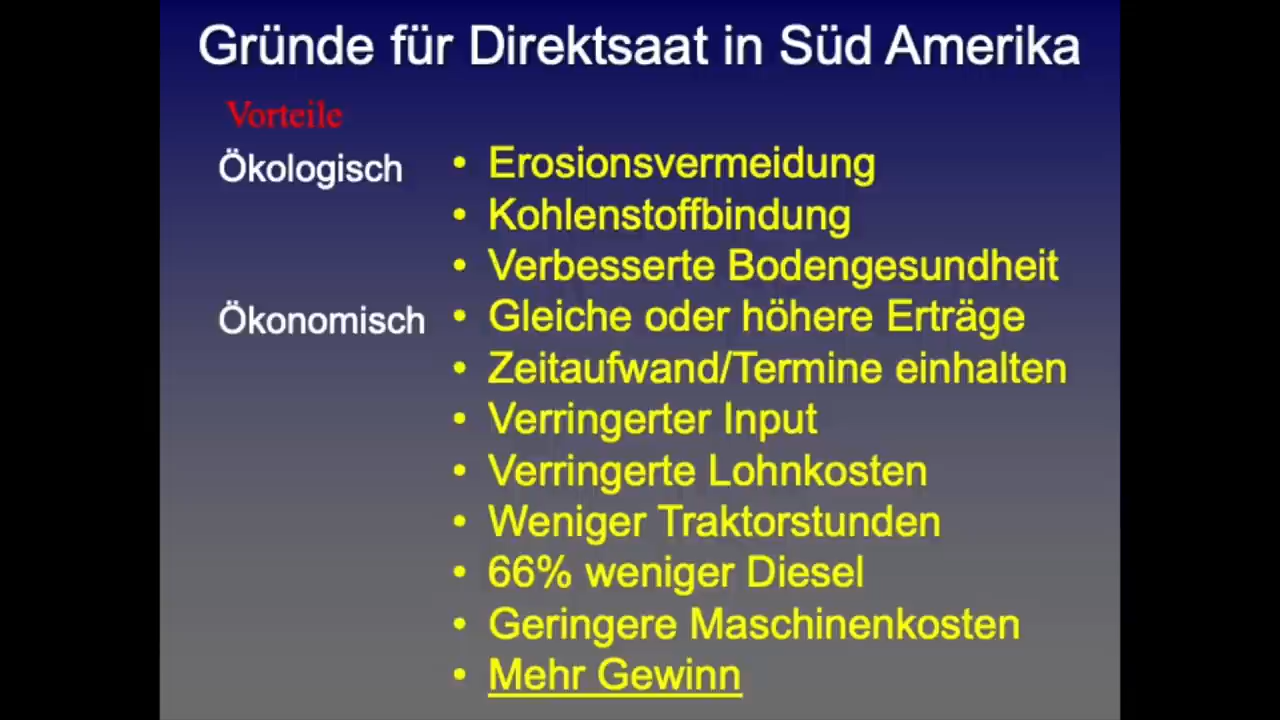 Gründe für Direktsaat in Süd Amerika
Vorteile
Ökologisch • Erosionsvermeidung
• Kohlenstoffbindung
• Verbesserte Bodengesundheit
Ökonomisch • Gleiche oder höhere Erträge
• Zeitaufwand/Termine einhalten
• Verringerter Input
• Verringerte Lohnkosten
• Weniger Traktorstunden
• 66% weniger Diesel
• Geringere Maschinenkosten
• Mehr Gewinn